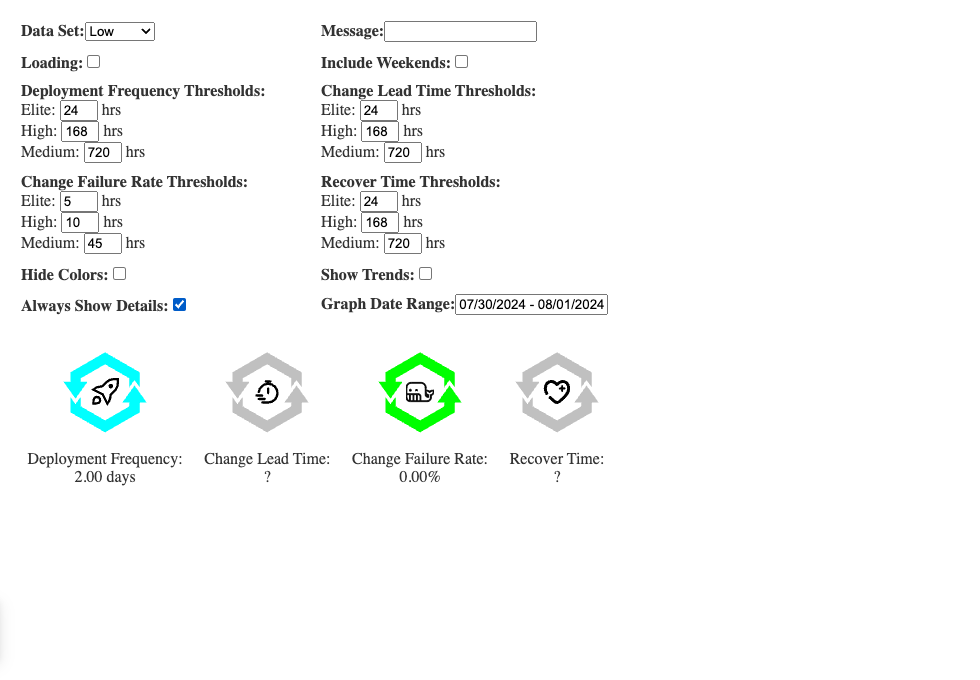 Data Set: Low Message:
Loading: Include Weekends:
Deployment Frequency Thresholds: Change Lead Time Thresholds:
Elite: 24 hrs Elite: 24 hrs
High: 168 hrs High: 168 hrs
Medium: 720 hrs Medium: 720 hrs
Change Failure Rate Thresholds: Recover Time Thresholds:
Elite: 5 hrs Elite: 24 hrs
High: 10 hrs High: 168 hrs
Medium: 45 hrs Medium: 720 hrs
Hide Colors: Show Trends:
Always Show Details: Graph Date Range: 07/30/2024 - 08/01/2024
Deployment Frequency: Change Lead Time: Change Failure Rate: Recover Time:
2.00 days ? 0.00% ?